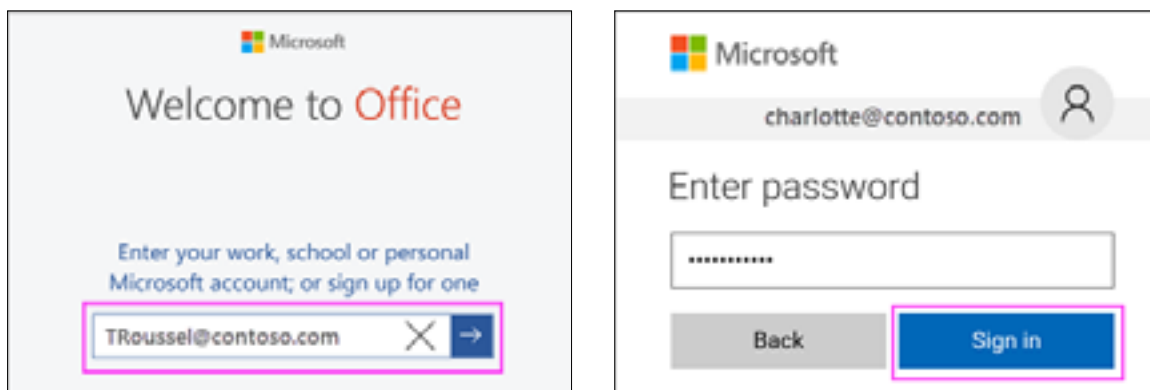 Microsoft
Welcome to Office
Enter your work, school or personal
Microsoft account; or sign up for one
TRoussel@contoso.com
Microsoft
charlotte@contoso.com
Enter password
Back
Sign in